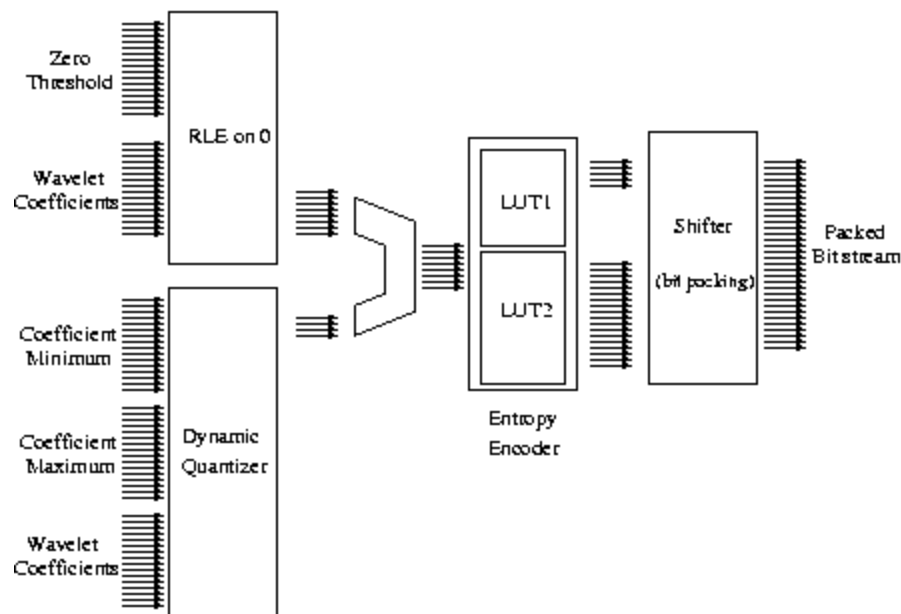 Zero
Threshold
RLE on 0
Wavelet
Coefficients
LUT1
LUT2
Entropy
Encoder
Shifter
(bit packing)
Packed
Bitstream
Coefficient
Minimum
Coefficient
Maximum
Dynamic
Quantizer
Wavelet
Coefficients